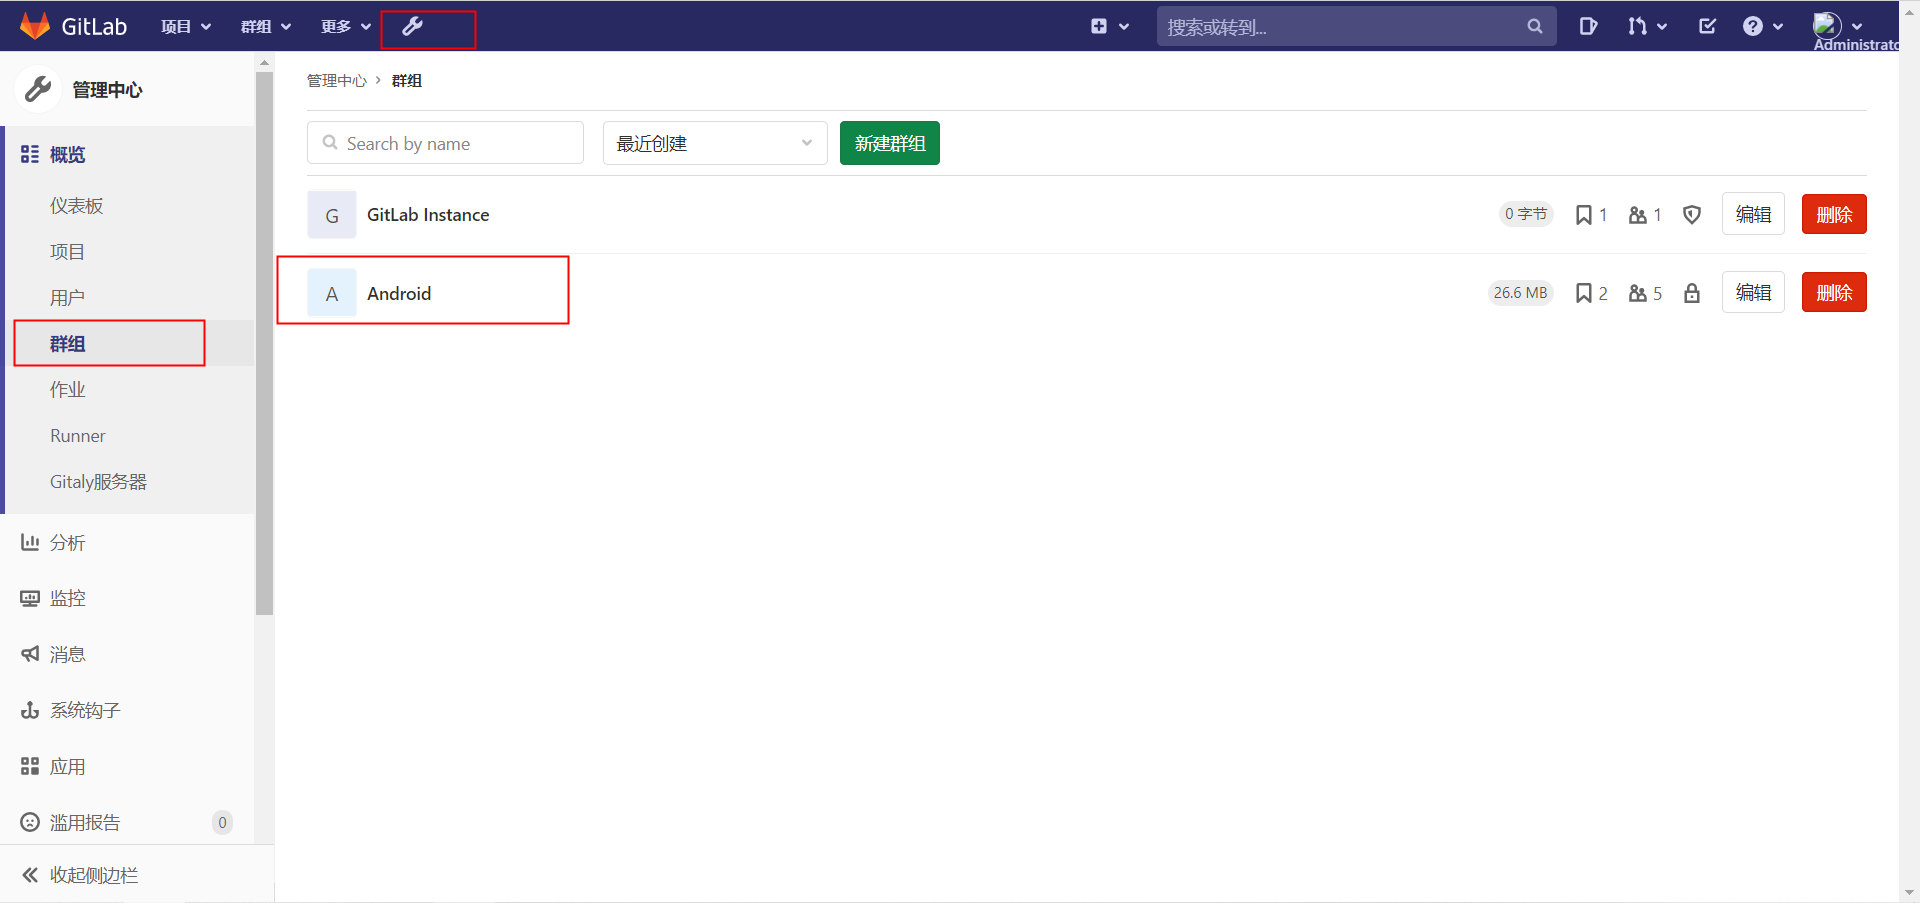 GitLab 项目 群组 更多 搜索或转到... Administrato
管理中心
概览
仪表板
项目
用户
群组
作业
Runner
Gitaly服务器
分析
监控
消息
系统钩子
应用
滥用报告 0
收起侧边栏
管理中心 › 群组
Search by name 最近创建 新建群组
G GitLab Instance 0 字节 1 1 编辑 删除
A Android 26.6 MB 2 5 编辑 删除